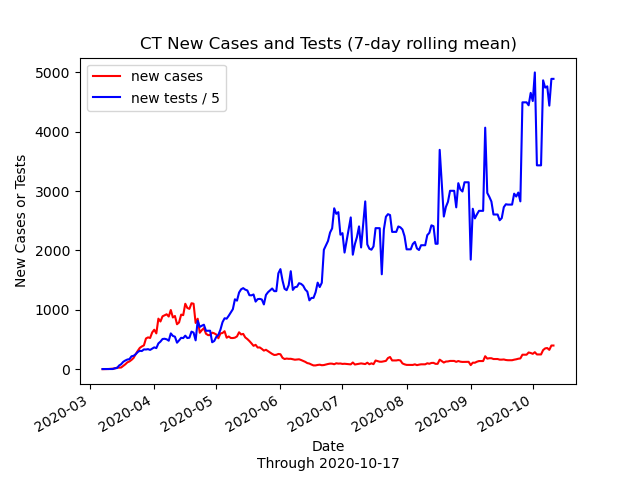 CT New Cases and Tests (7-day rolling mean)
new cases
new tests / 5
New Cases or Tests
5000
4000
3000
2000
1000
0
2020-03
2020-04
2020-05
2020-06
2020-07
2020-08
2020-09
2020-10
Date
Through 2020-10-17